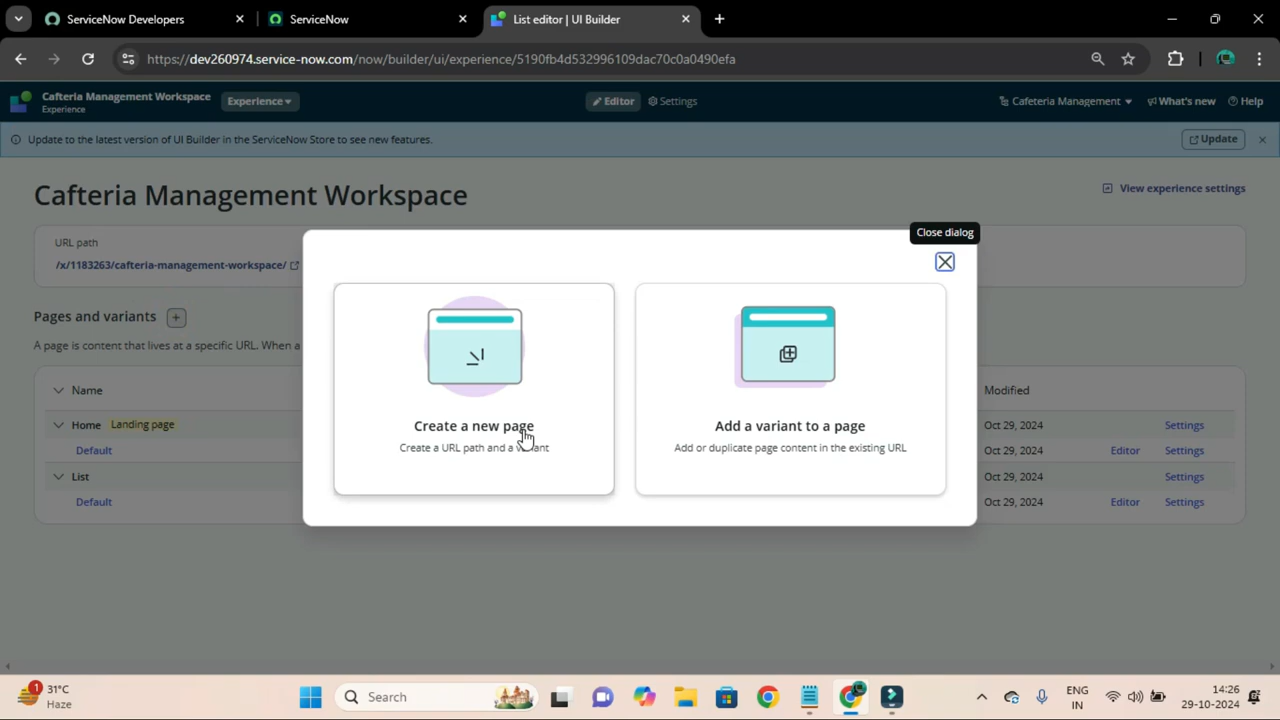 ServiceNow Developers
ServiceNow
List editor | UI Builder
https://dev260974.service-now.com/now/builder/ui/experience/5190fb4d532996109dac70c0a0490efa
Cafteria Management Workspace
Experience
Experience
Editor
Settings
Cafeteria Management
What's new
Help
Update to the latest version of UI Builder in the ServiceNow Store to see new features.
Update
Cafteria Management Workspace
View experience settings
URL path
/x/1183263/cafteria-management-workspace/
Close dialog
Pages and variants
A page is content that lives at a specific URL. When a
Name
Modified
Home Landing page
Oct 29, 2024
Settings
Default
Oct 29, 2024
Editor
Settings
List
Oct 29, 2024
Settings
Default
Oct 29, 2024
Editor
Settings
Create a new page
Create a URL path and a variant
Add a variant to a page
Add or duplicate page content in the existing URL
1
31°C
Haze
Search
ENG
IN
14:26
29-10-2024